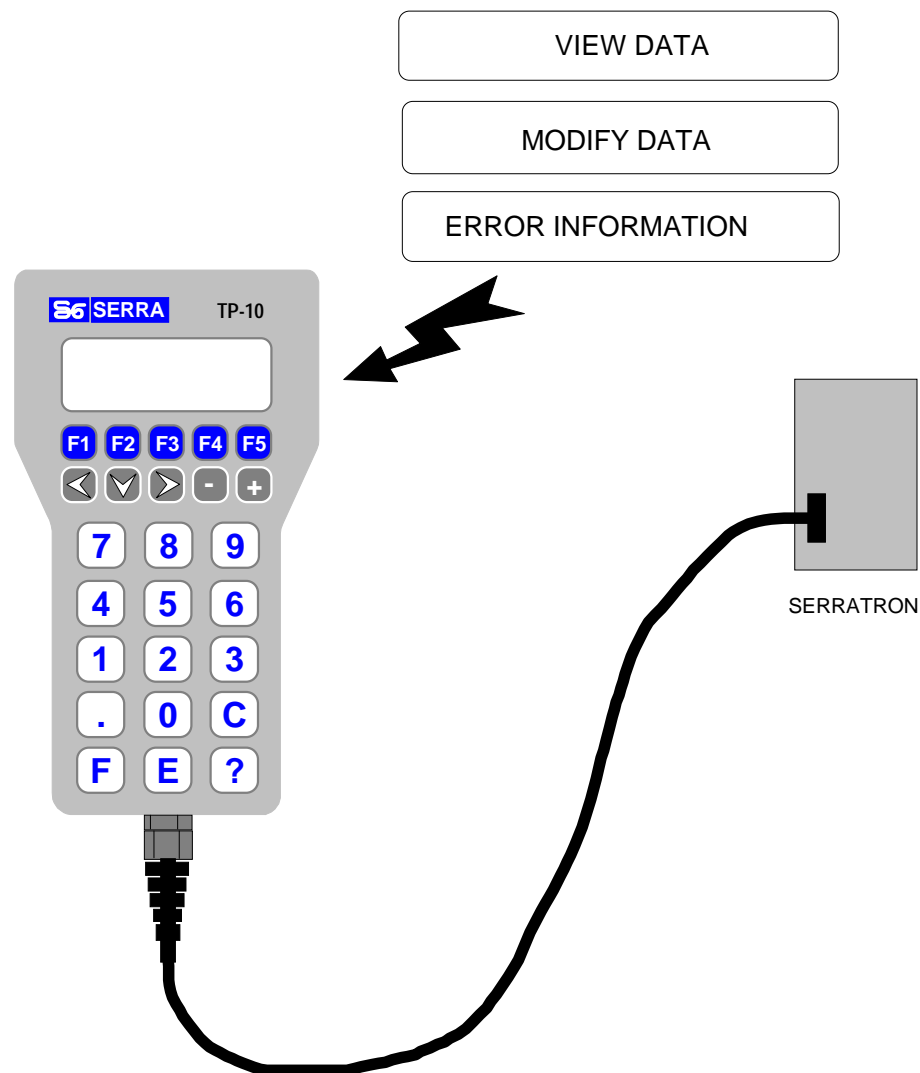 VIEW DATA
MODIFY DATA
ERROR INFORMATION
SERRA TP-10
F1 F2 F3 F4 F5
- +
7 8 9
4 5 6
1 2 3
. 0 C
F E ?
SERRATRON